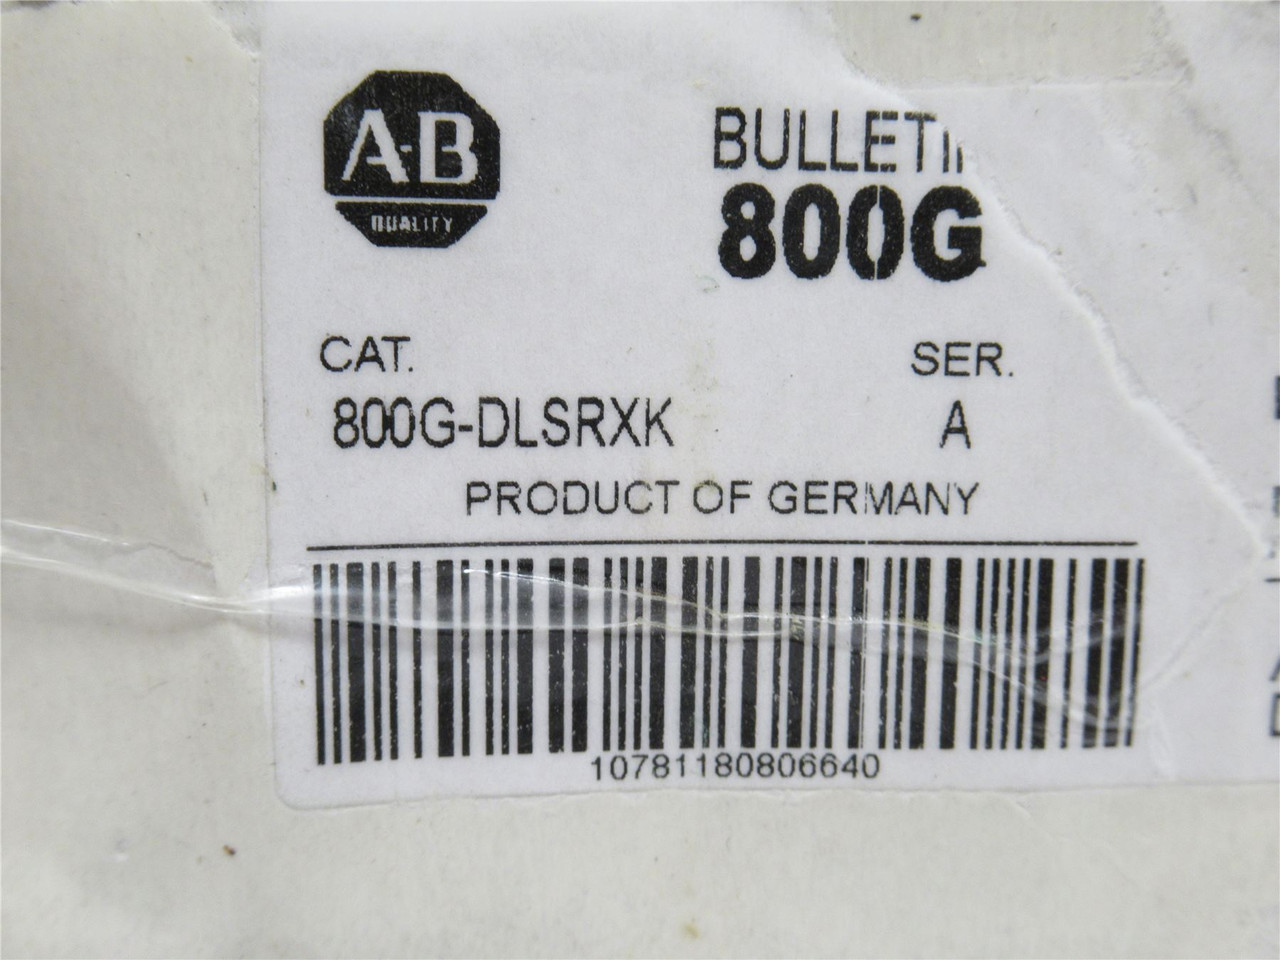 A-B
QUALITY
BULLETI
800G
CAT.
SER.
800G-DLSRXK
A
PRODUCT OF GERMANY
10781180806640